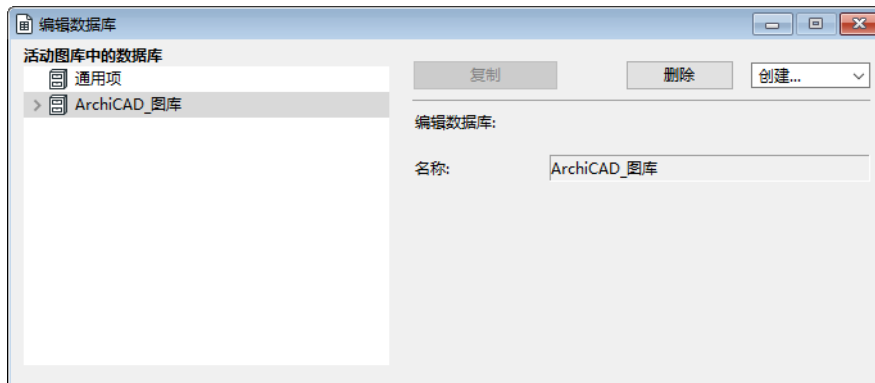 编辑数据库
活动图库中的数据库
通用项
ArchiCAD_图库
复制
删除
创建...
编辑数据库:
名称:
ArchiCAD_图库